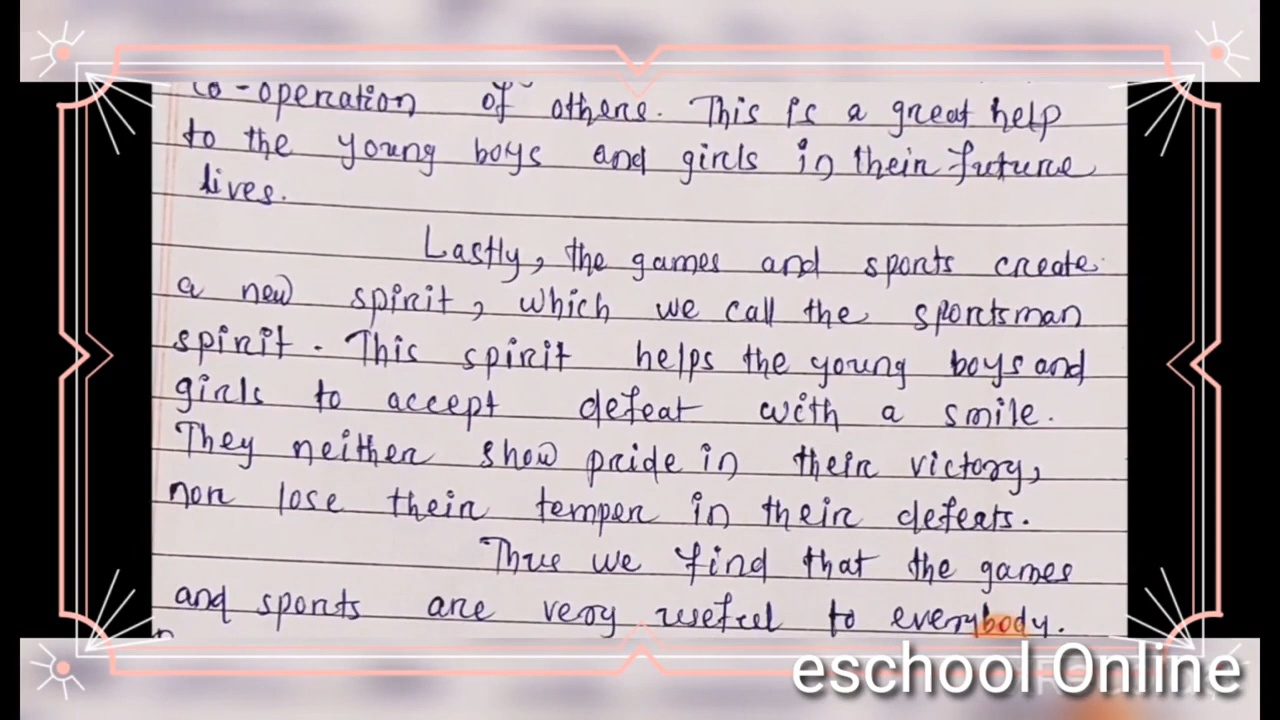 co-operation of others. This is a great help
to the young boys and girls in their future
lives.
Lastly, the games and sports create
a new spirit, which we call the sportsman
spirit. This spirit helps the young boys and
girls to accept defeat with a smile.
They neither show pride in their victory,
nor lose their temper in their defeats.
Thus we find that the games
and sports are very useful to everybody.
eschool Online